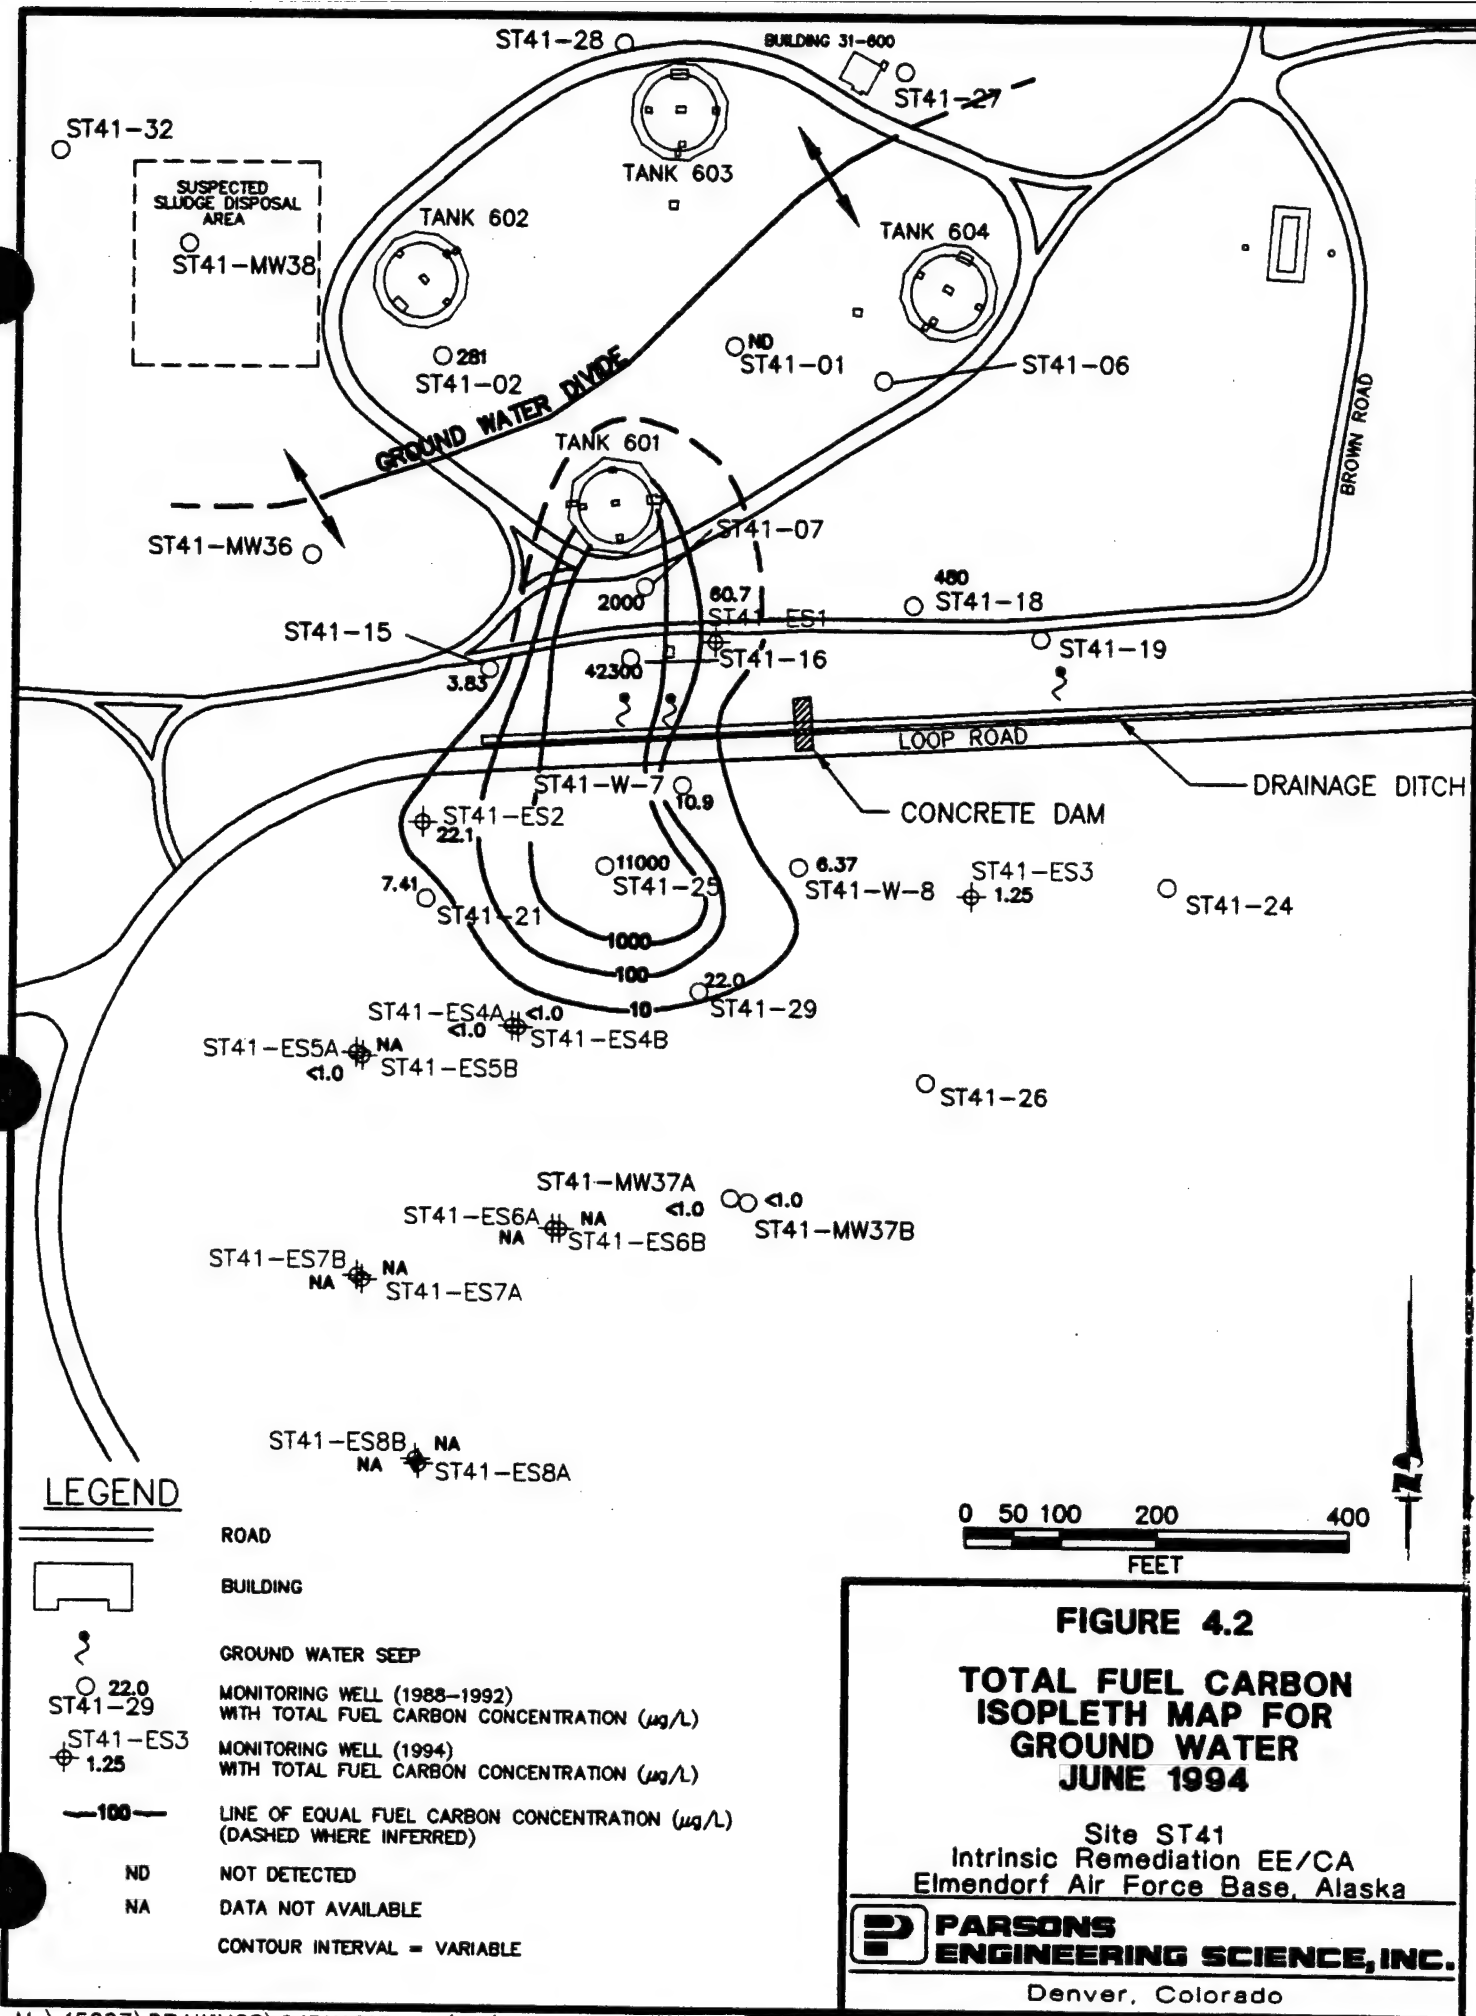 ST41-28
BUILDING 31-600
ST41-27
ST41-32
TANK 603
SUSPECTED
SLUDGE DISPOSAL
AREA
TANK 602
TANK 604
ST41-MW38
ND
ST41-01
281
ST41-02
ST41-06
GROUND WATER DIVIDE
BROWN ROAD
TANK 601
ST41-07
ST41-MW36
2000
60.7
ST41-ES1
480
ST41-18
ST41-15
3.83
42300
ST41-16
ST41-19
LOOP ROAD
ST41-W-7
10.9
DRAINAGE DITCH
CONCRETE DAM
ST41-ES2
22.1
11000
ST41-25
6.37
ST41-W-8
ST41-ES3
1.25
ST41-24
7.41
ST41-21
1000
100
10
22.0
ST41-29
ST41-ES4A
<1.0
<1.0
ST41-ES4B
ST41-ES5A
NA
<1.0
ST41-ES5B
ST41-26
ST41-MW37A
<1.0
<1.0
ST41-MW37B
ST41-ES6A
NA
NA
ST41-ES6B
ST41-ES7B
NA
NA
ST41-ES7A
ST41-ES8B
NA
NA
ST41-ES8A
N
0 50 100 200 400
FEET
LEGEND
ROAD
BUILDING
GROUND WATER SEEP
22.0
ST41-29
MONITORING WELL (1988-1992)
WITH TOTAL FUEL CARBON CONCENTRATION (µg/L)
ST41-ES3
1.25
MONITORING WELL (1994)
WITH TOTAL FUEL CARBON CONCENTRATION (µg/L)
100
LINE OF EQUAL FUEL CARBON CONCENTRATION (µg/L)
(DASHED WHERE INFERRED)
ND NOT DETECTED
NA DATA NOT AVAILABLE
CONTOUR INTERVAL = VARIABLE
FIGURE 4.2
TOTAL FUEL CARBON
ISOPLETH MAP FOR
GROUND WATER
JUNE 1994
Site ST41
Intrinsic Remediation EE/CA
Elmendorf Air Force Base, Alaska
PARSONS
ENGINEERING SCIENCE, INC.
Denver, Colorado